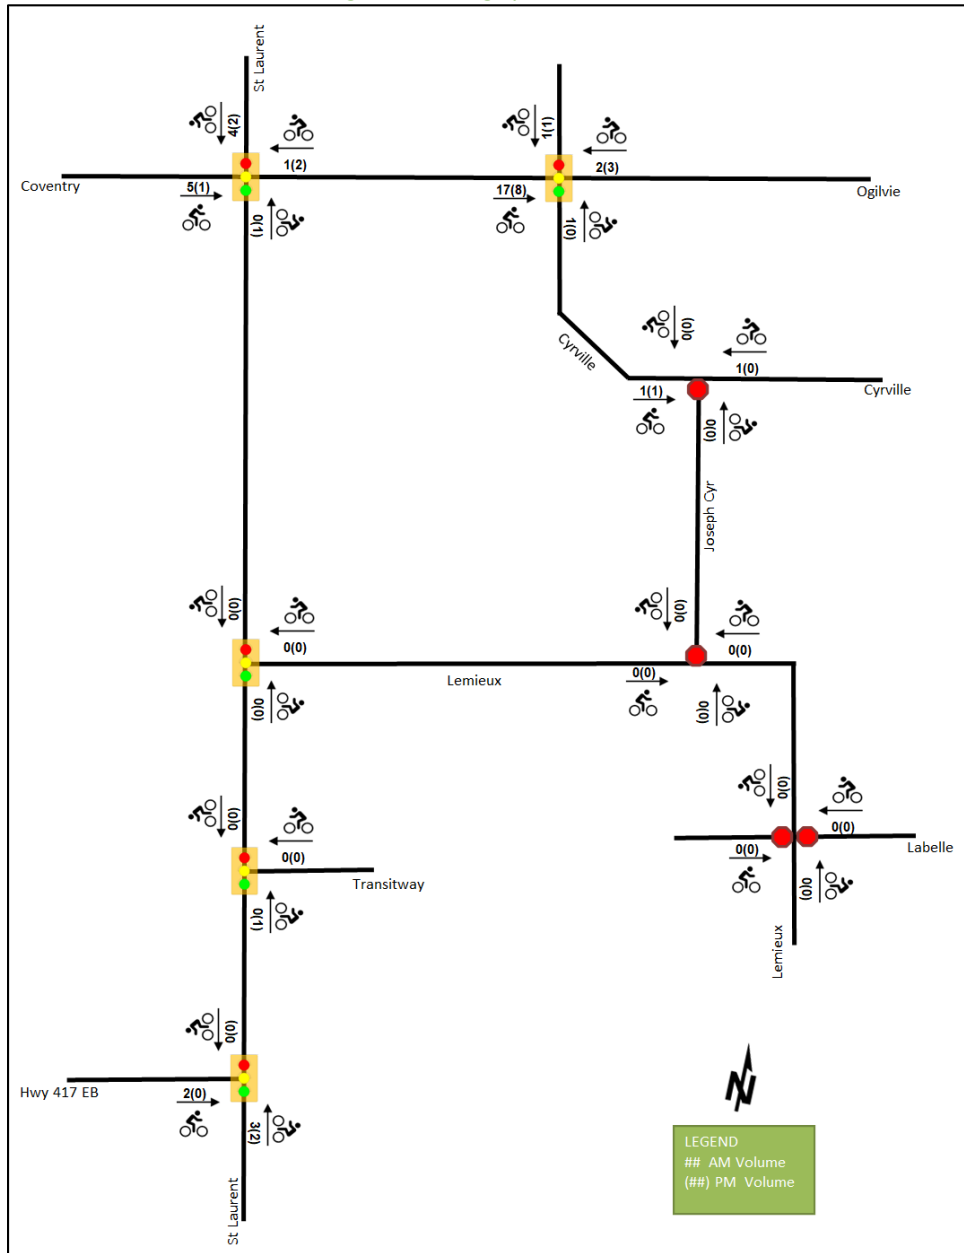 St Laurent
4(2)
1(1)
1(2)
2(3)
Coventry
5(1)
17(8)
Ogilvie
0(1)
1(0)
0(0)
Cyrville
1(0)
1(1)
Cyrville
0(0)
Joseph Cyr
0(0)
0(0)
0(0)
0(0)
Lemieux
0(0)
0(0)
0(0)
0(0)
0(0)
0(0)
0(0)
0(0)
Labelle
Transitway
0(0)
0(1)
Lemieux
0(0)
Hwy 417 EB
2(0)
3(2)
St Laurent
LEGEND
## AM Volume
(##) PM Volume